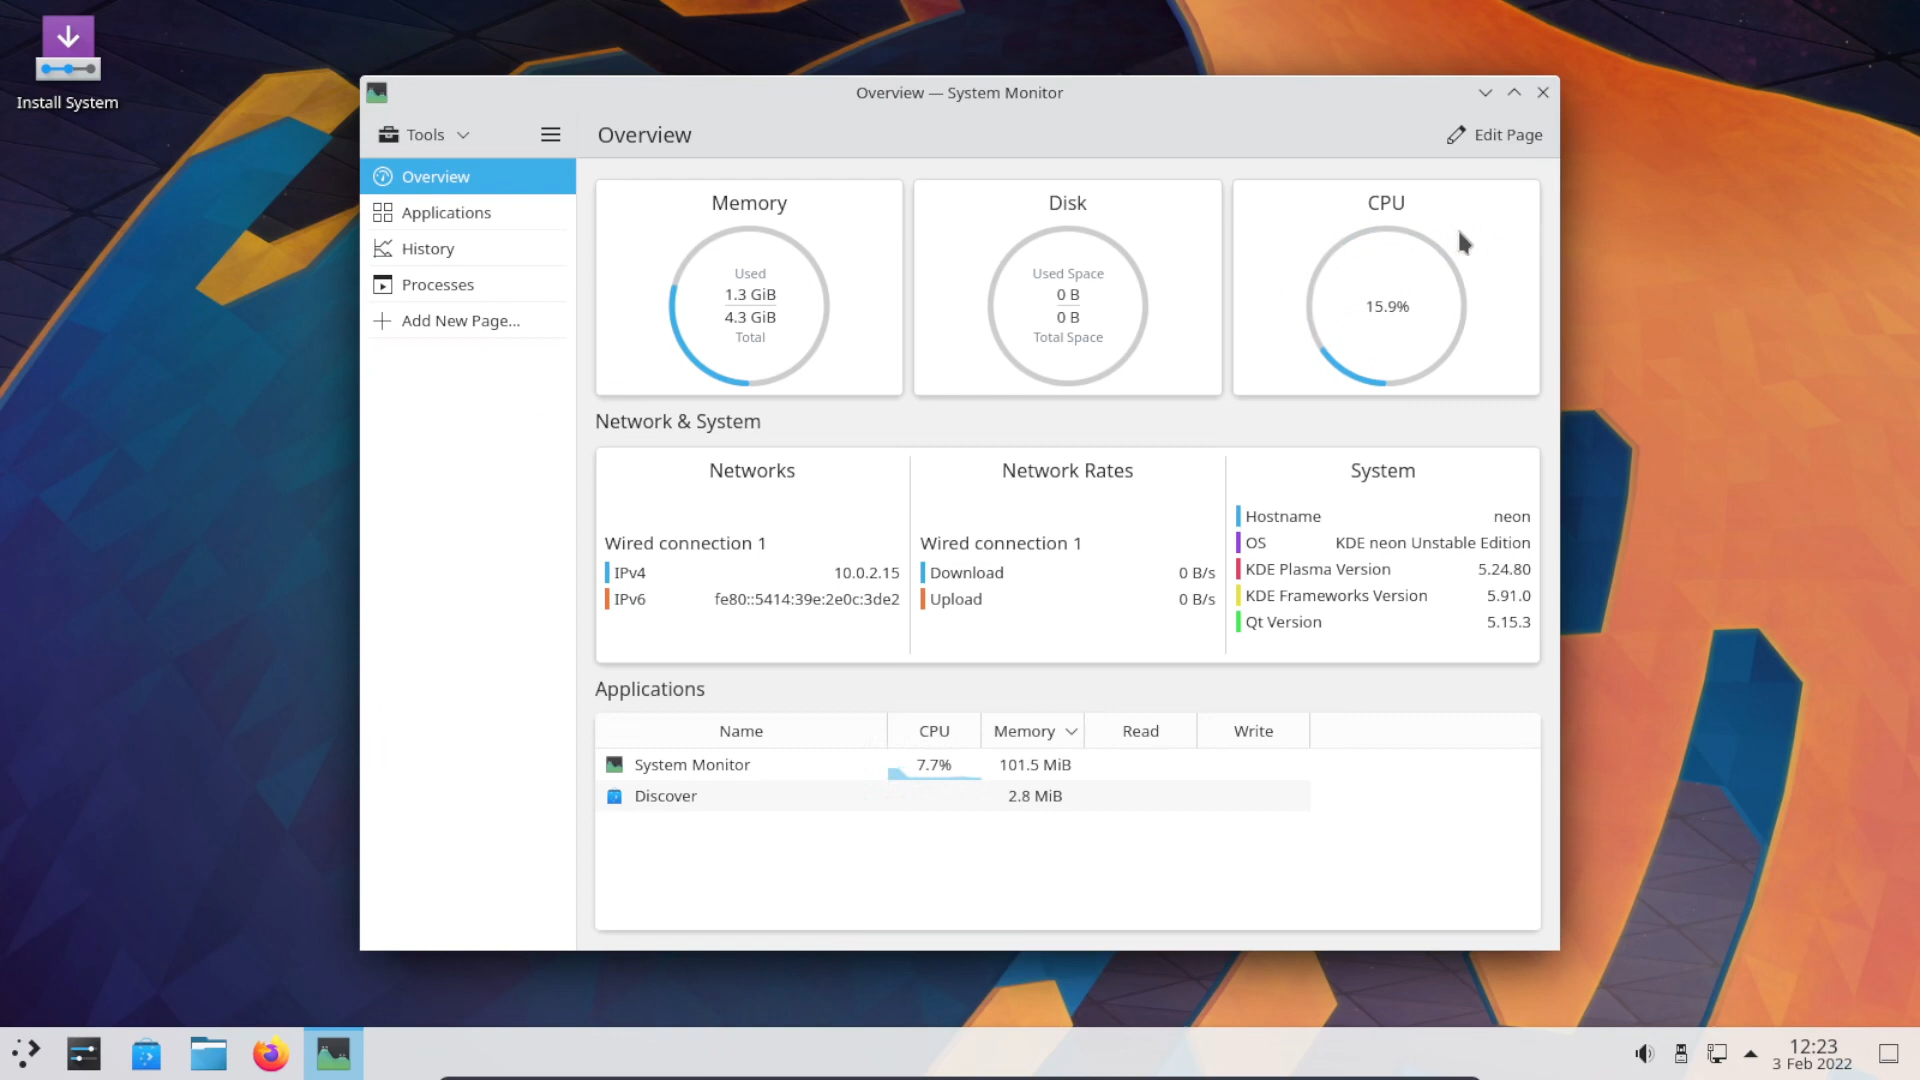 Install System
Overview — System Monitor
Tools
Overview
Edit Page
Overview
Applications
History
Processes
Add New Page...
Memory
Used
1.3 GiB
4.3 GiB
Total
Disk
Used Space
0 B
0 B
Total Space
CPU
15.9%
Network & System
Networks
Wired connection 1
IPv4 10.0.2.15
IPv6 fe80::5414:39e:2e0c:3de2
Network Rates
Wired connection 1
Download 0 B/s
Upload 0 B/s
System
Hostname neon
OS KDE neon Unstable Edition
KDE Plasma Version 5.24.80
KDE Frameworks Version 5.91.0
Qt Version 5.15.3
Applications
Name CPU Memory Read Write
System Monitor 7.7% 101.5 MiB
Discover 2.8 MiB
12:23
3 Feb 2022